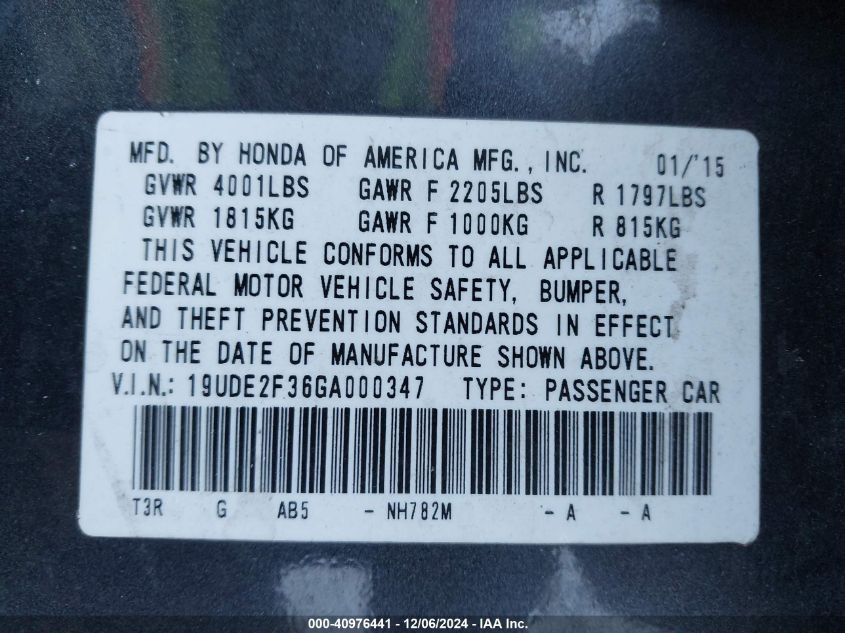 MFD. BY HONDA OF AMERICA MFG., INC. 01/'15
GVWR 4001LBS GAWR F 2205LBS R 1797LBS
GVWR 1815KG GAWR F 1000KG R 815KG
THIS VEHICLE CONFORMS TO ALL APPLICABLE
FEDERAL MOTOR VEHICLE SAFETY, BUMPER,
AND THEFT PREVENTION STANDARDS IN EFFECT
ON THE DATE OF MANUFACTURE SHOWN ABOVE.
V.I.N.: 19UDE2F36GA000347 TYPE: PASSENGER CAR
T3R G AB5 - NH782M - A - A
000-40976441 - 12/06/2024 - IAA Inc.